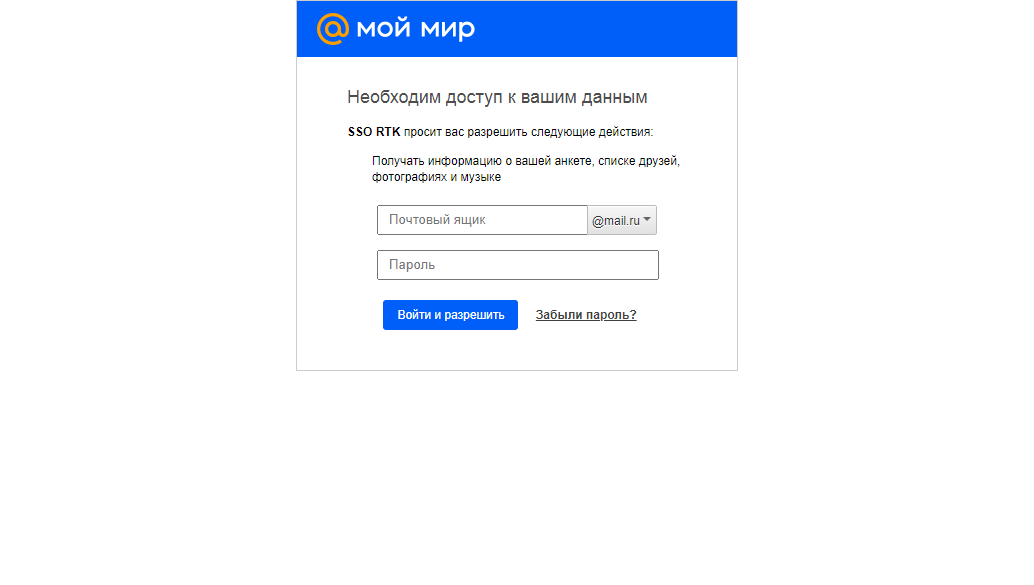 @ мой мир
Необходим доступ к вашим данным
SSO RTK просит вас разрешить следующие действия:
Получать информацию о вашей анкете, списке друзей,
фотографиях и музыке
Почтовый ящик @mail.ru
Пароль
Войти и разрешить Забыли пароль?